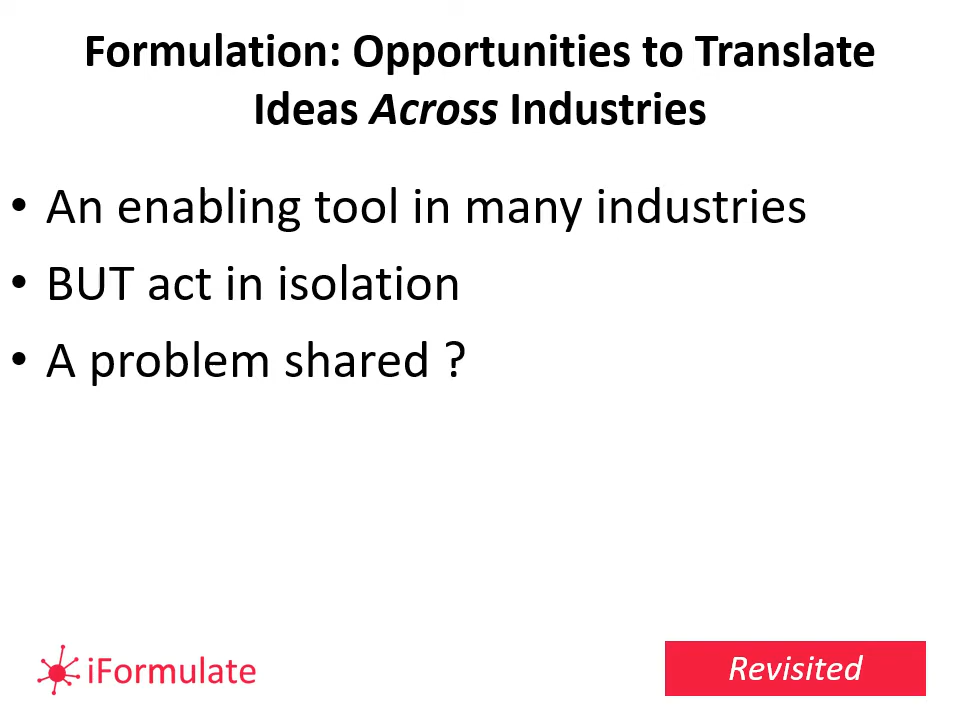 Formulation: Opportunities to Translate
Ideas Across Industries
• An enabling tool in many industries
• BUT act in isolation
• A problem shared ?
iFormulate
Revisited